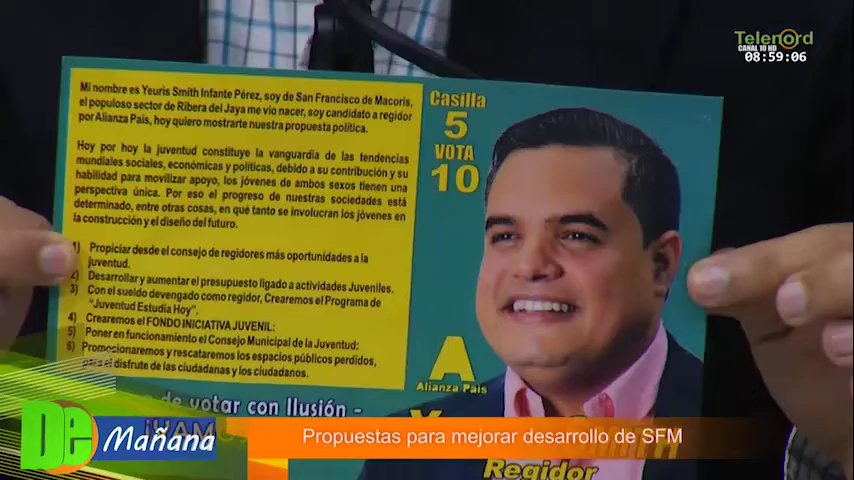 Telenord
CANAL 10 HD
08:59:06
Mi nombre es Yeuris Smith Infante Pérez, soy de San Francisco de Macoris,
el populoso sector de Ribera del Jaya me vio nacer, soy candidato a regidor
por Alianza País, hoy quiero mostrarte nuestra propuesta política.
Hoy por hoy la juventud constituye la vanguardia de las tendencias
mundiales sociales, económicas y políticas, debido a su contribución y su
habilidad para movilizar apoyo, los jóvenes de ambos sexos tienen una
perspectiva única. Por eso el progreso de nuestras sociedades está
determinado, entre otras cosas, en qué tanto se involucran los jóvenes en
la construcción y el diseño del futuro.
1) Propiciar desde el consejo de regidores más oportunidades a la
juventud.
2) Desarrollar y aumentar el presupuesto ligado a actividades Juveniles.
3) Con el sueldo devengado como regidor, Crearemos el Programa de
"Juventud Estudia Hoy".
4) Crearemos el FONDO INICIATIVA JUVENIL:
5) Poner en funcionamiento el Consejo Municipal de la Juventud:
6) Promocionaremos y rescataremos los espacios públicos perdidos,
el disfrute de las ciudadanas y los ciudadanos.
Casilla
5
VOTA
10
A
Alianza País
de votar con Ilusión -
Regidor
De Mañana
Propuestas para mejorar desarrollo de SFM